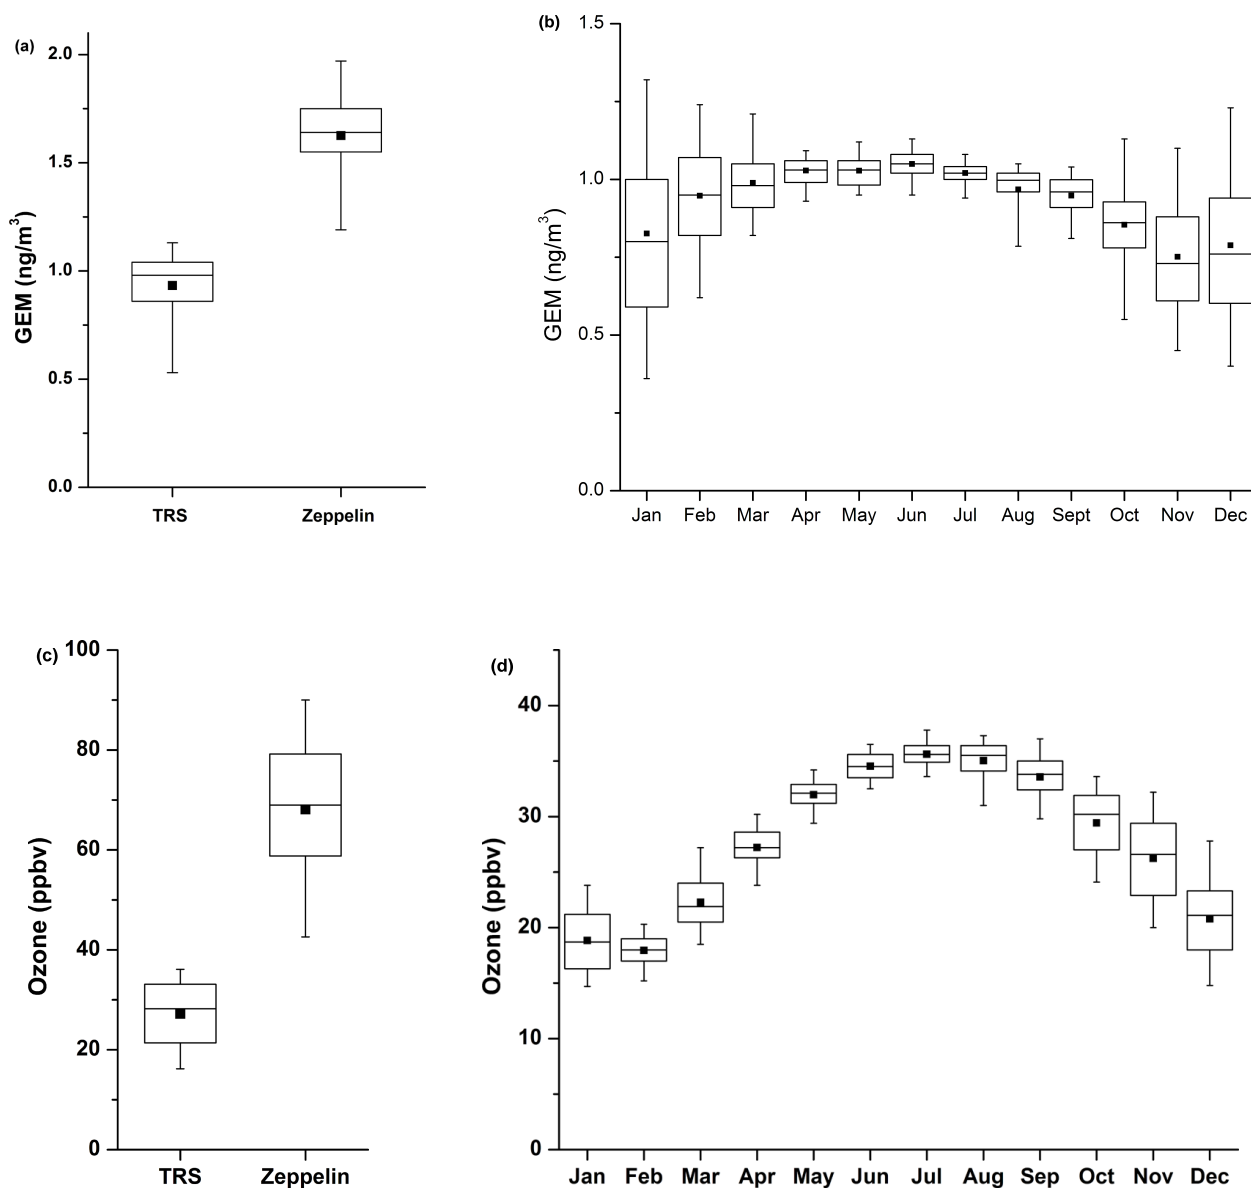 (a)
2.0
1.5
1.0
0.5
0.0
GEM (ng/m³)
TRS Zeppelin
(b)
1.5
1.0
0.5
0.0
GEM (ng/m³)
Jan Feb Mar Apr May Jun Jul Aug Sept Oct Nov Dec
(c)
100
80
60
40
20
0
Ozone (ppbv)
TRS Zeppelin
(d)
40
30
20
10
0
Ozone (ppbv)
Jan Feb Mar Apr May Jun Jul Aug Sep Oct Nov Dec